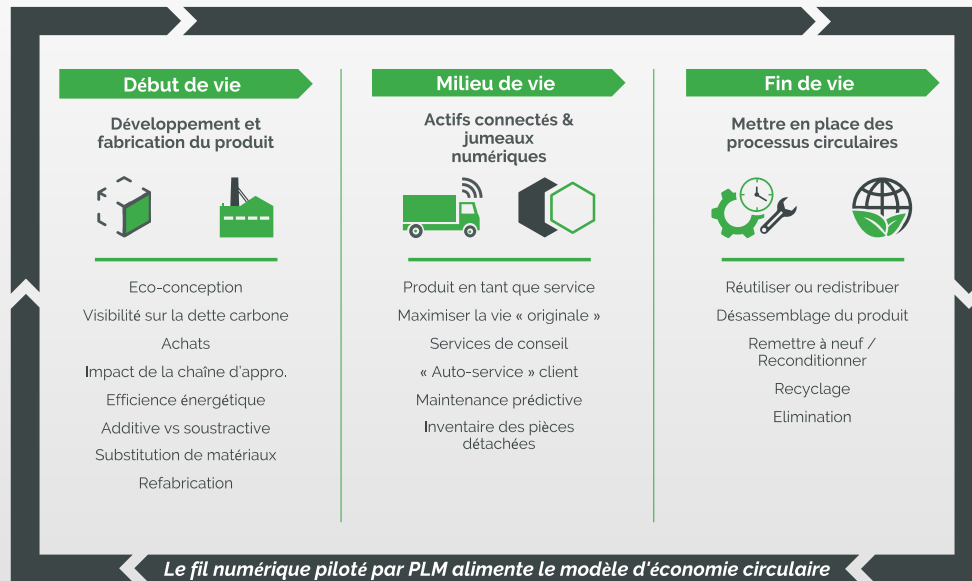 Début de vie
Développement et
fabrication du produit
Eco-conception
Visibilité sur la dette carbone
Achats
Impact de la chaîne d'appro.
Efficience énergétique
Additive vs soustractive
Substitution de matériaux
Refabrication
Milieu de vie
Actifs connectés &
jumeaux
numériques
Produit en tant que service
Maximiser la vie « originale »
Services de conseil
« Auto-service » client
Maintenance prédictive
Inventaire des pièces
détachées
Fin de vie
Mettre en place des
processus circulaires
Réutiliser ou redistribuer
Désassemblage du produit
Remettre à neuf /
Reconditionner
Recyclage
Elimination
Le fil numérique piloté par PLM alimente le modèle d'économie circulaire